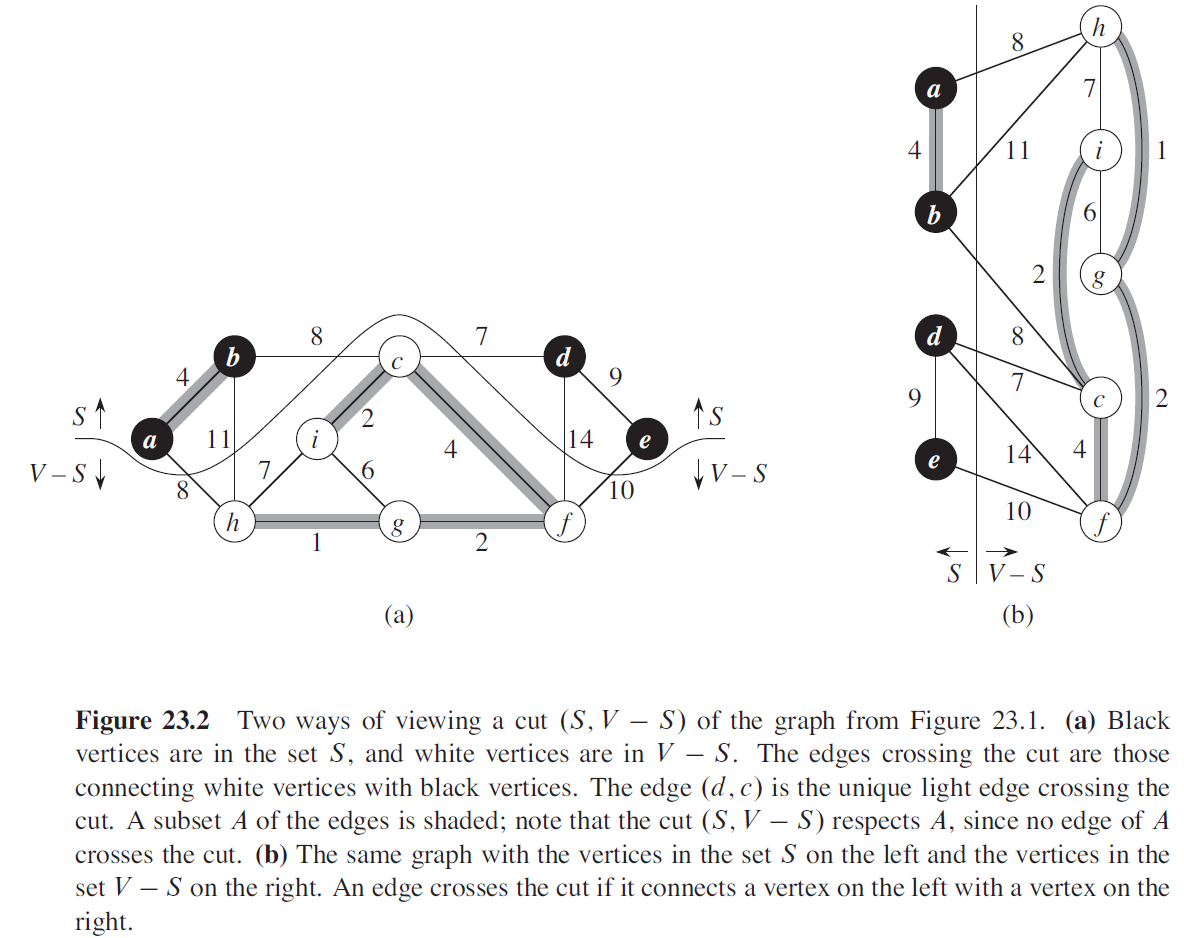 h
8
a
7
4
11
i
1
b
6
2
g
8
7
b
c
d
8
d
4
9
7
S
2
c
S
a
11
i
4
14
e
9
4
2
V – S
7
6
V – S
e
14
8
10
10
h
g
f
f
1
2
S
V – S
(a)
(b)
Figure 23.2 Two ways of viewing a cut (S, V – S) of the graph from Figure 23.1. (a) Black
vertices are in the set S, and white vertices are in V – S. The edges crossing the cut are those
connecting white vertices with black vertices. The edge (d, c) is the unique light edge crossing the
cut. A subset A of the edges is shaded; note that the cut (S, V – S) respects A, since no edge of A
crosses the cut. (b) The same graph with the vertices in the set S on the left and the vertices in the
set V – S on the right. An edge crosses the cut if it connects a vertex on the left with a vertex on the
right.